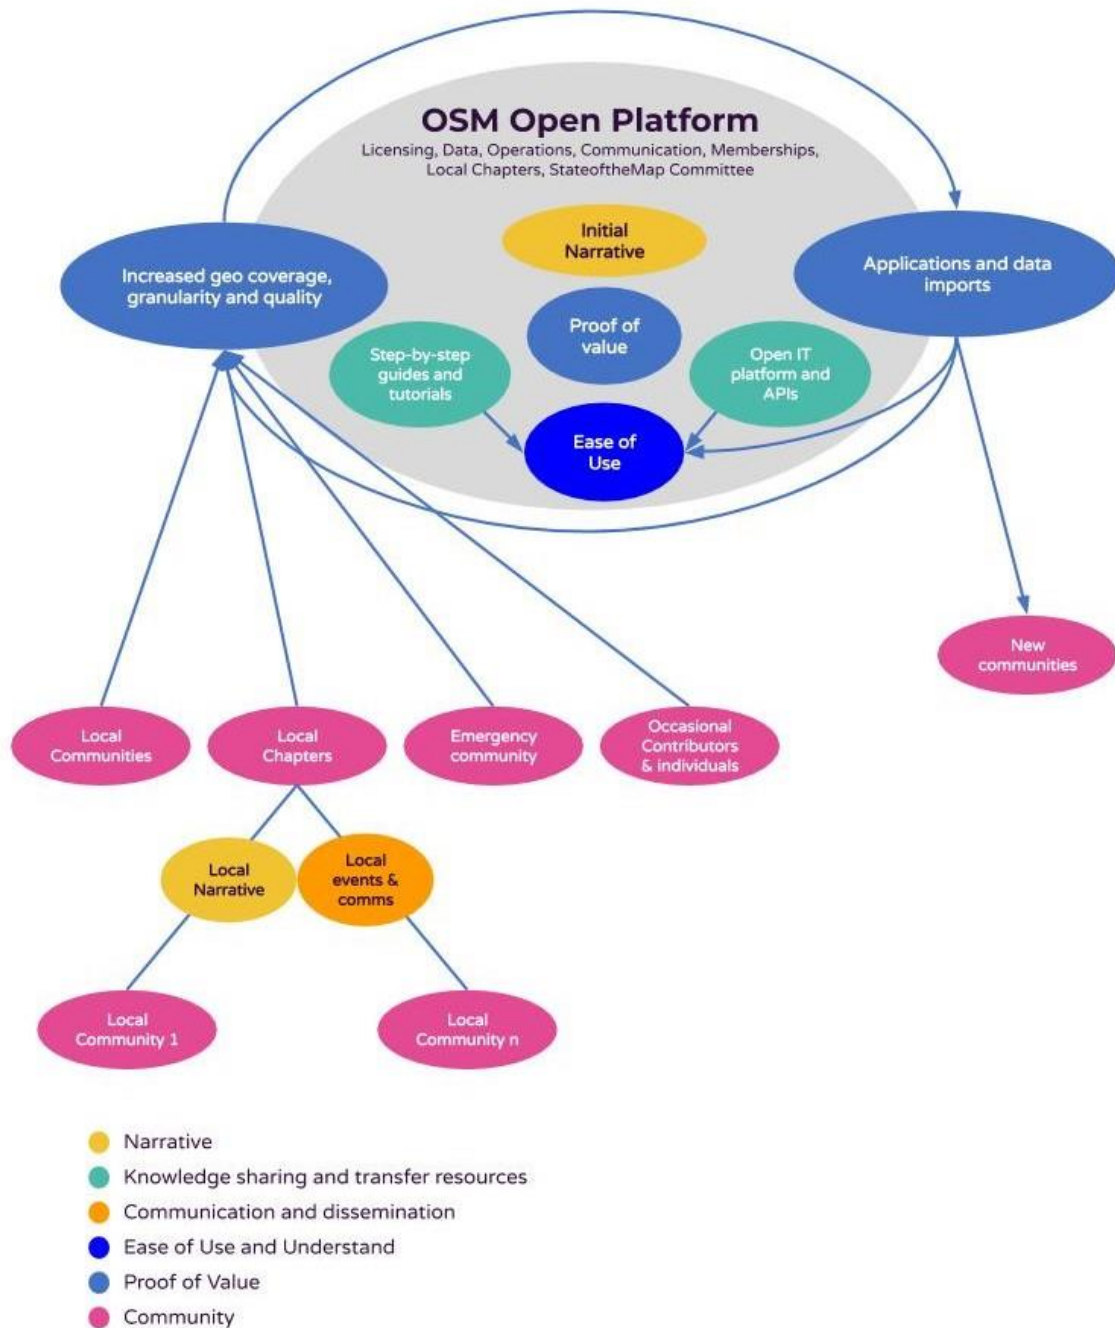 OSM Open Platform
Licensing, Data, Operations, Communication, Memberships,
Local Chapters, StateoftheMap Committee
Initial
Narrative
Increased geo coverage,
granularity and quality
Applications and data
imports
Proof of
value
Step-by-step
guides and
tutorials
Open IT
platform and
APIs
Ease of
Use
New
communities
Local
Communities
Local
Chapters
Emergency
community
Occasional
Contributors
& individuals
Local
Narrative
Local
events &
comms
Local
Community 1
Local
Community n
Narrative
Knowledge sharing and transfer resources
Communication and dissemination
Ease of Use and Understand
Proof of Value
Community